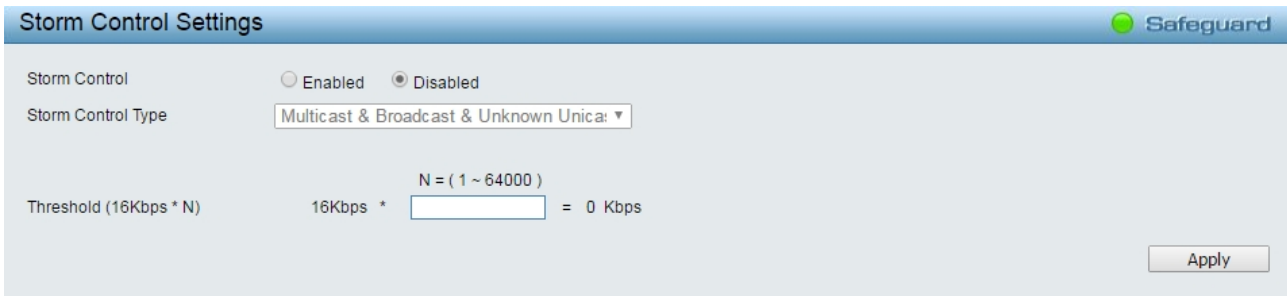 Storm Control Settings
Safeguard
Storm Control
Enabled Disabled
Storm Control Type
Multicast & Broadcast & Unknown Unicas
N = ( 1 ~ 64000 )
Threshold (16Kbps * N) 16Kbps * = 0 Kbps
Apply